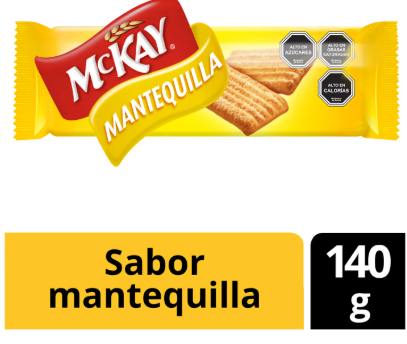 McKAY
MANTEQUILLA
ALTO EN
AZÚCARES
ALTO EN
GRASAS
SATURADAS
ALTO EN
CALORÍAS
Sabor
mantequilla
140
g